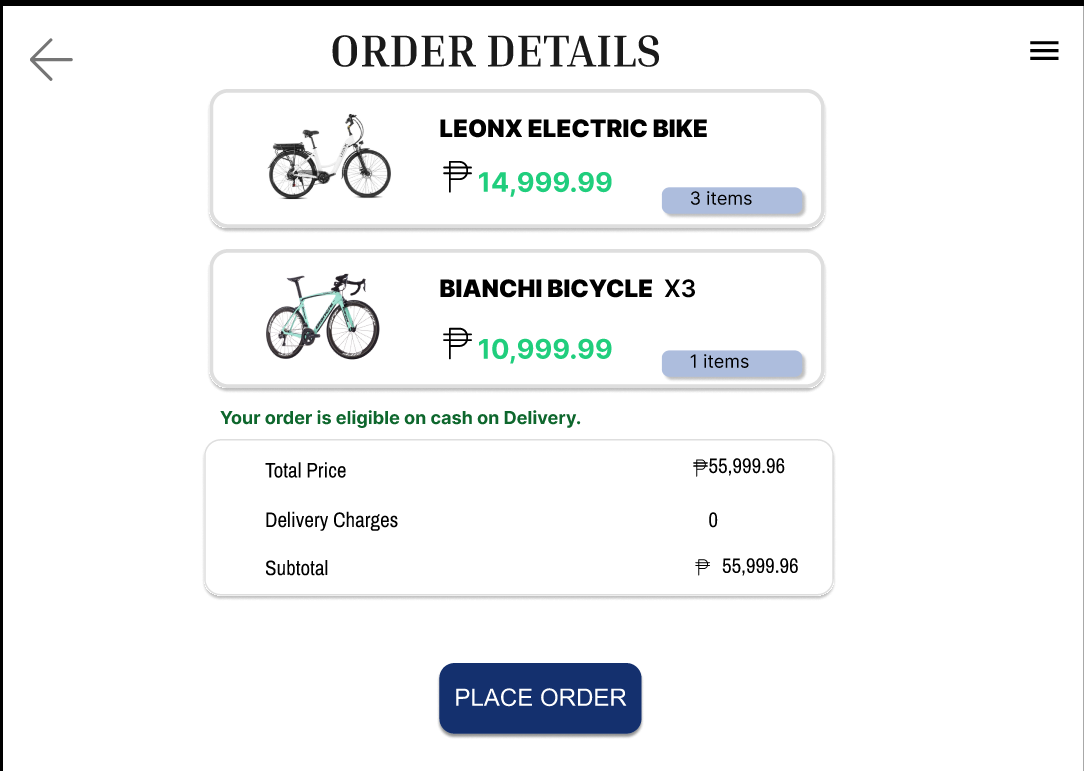 ORDER DETAILS
LEONX ELECTRIC BIKE
₱ 14,999.99
3 items
BIANCHI BICYCLE X3
₱ 10,999.99
1 items
Your order is eligible on cash on Delivery.
Total Price ₱55,999.96
Delivery Charges 0
Subtotal ₱ 55,999.96
PLACE ORDER